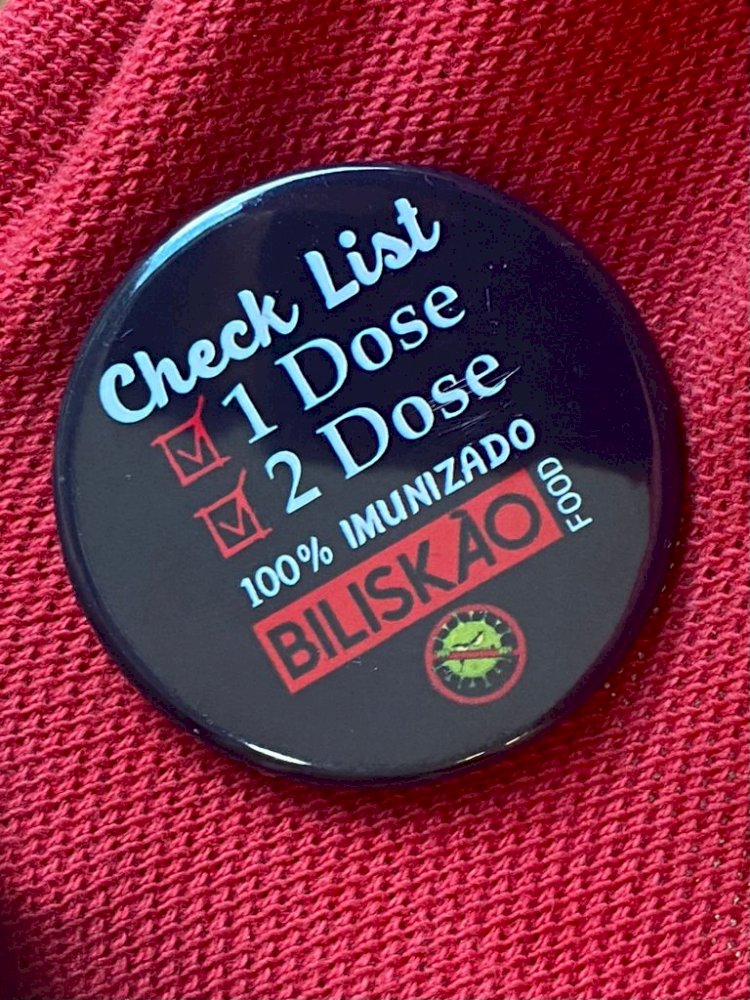 Check List
1 Dose
2 Dose
100% IMUNIZADO
BILISKÃO
FOOD